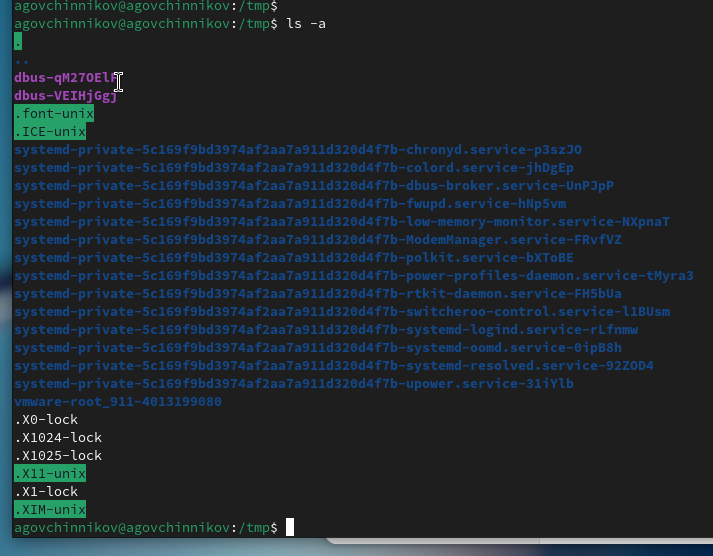 agovchinnikov@agovchinnikov:/tmp$
agovchinnikov@agovchinnikov:/tmp$ ls -a
.
..
dbus-qM27OElF
dbus-VEIHjGgj
.font-unix
.ICE-unix
systemd-private-5c169f9bd3974af2aa7a911d320d4f7b-chronyd.service-p3szJO
systemd-private-5c169f9bd3974af2aa7a911d320d4f7b-colord.service-jhDgEp
systemd-private-5c169f9bd3974af2aa7a911d320d4f7b-dbus-broker.service-UnPJpP
systemd-private-5c169f9bd3974af2aa7a911d320d4f7b-fwupd.service-hNp5vm
systemd-private-5c169f9bd3974af2aa7a911d320d4f7b-low-memory-monitor.service-NXpnaT
systemd-private-5c169f9bd3974af2aa7a911d320d4f7b-ModemManager.service-FRvfVZ
systemd-private-5c169f9bd3974af2aa7a911d320d4f7b-polkit.service-bXToBE
systemd-private-5c169f9bd3974af2aa7a911d320d4f7b-power-profiles-daemon.service-tMyra3
systemd-private-5c169f9bd3974af2aa7a911d320d4f7b-rtkit-daemon.service-FH5bUa
systemd-private-5c169f9bd3974af2aa7a911d320d4f7b-switcheroo-control.service-l1BUsm
systemd-private-5c169f9bd3974af2aa7a911d320d4f7b-systemd-logind.service-rLfnmw
systemd-private-5c169f9bd3974af2aa7a911d320d4f7b-systemd-oomd.service-0ipB8h
systemd-private-5c169f9bd3974af2aa7a911d320d4f7b-systemd-resolved.service-92ZOD4
systemd-private-5c169f9bd3974af2aa7a911d320d4f7b-upower.service-31iYlb
vmware-root_911-4013199080
.X0-lock
.X1024-lock
.X1025-lock
.X11-unix
.X1-lock
.XIM-unix
agovchinnikov@agovchinnikov:/tmp$